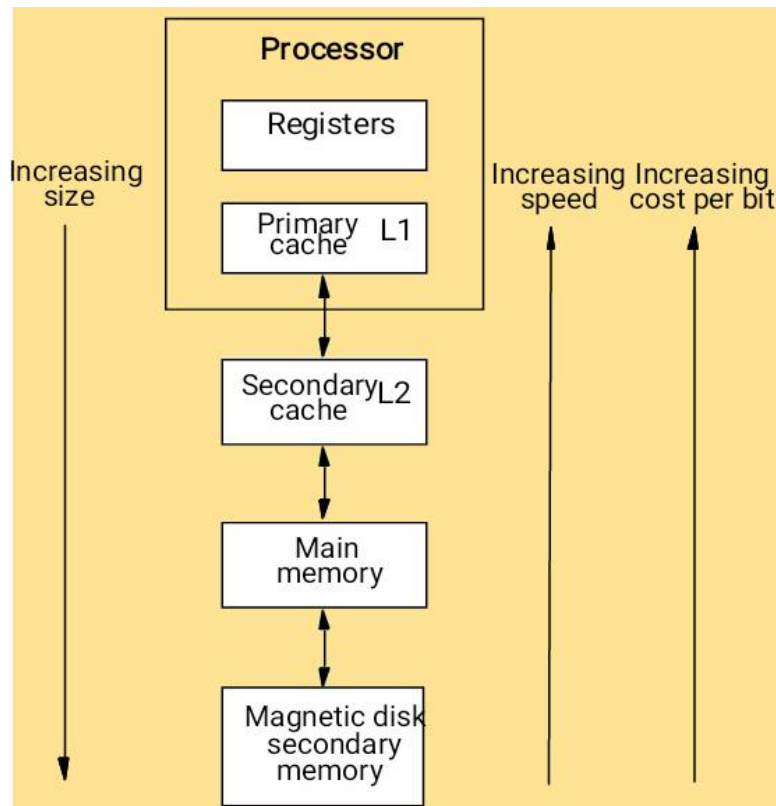 Processor
Registers
Increasing
size
Increasing
speed
Increasing
cost per bit
Primary L1
cache
Secondary L2
cache
Main
memory
Magnetic disk
secondary
memory